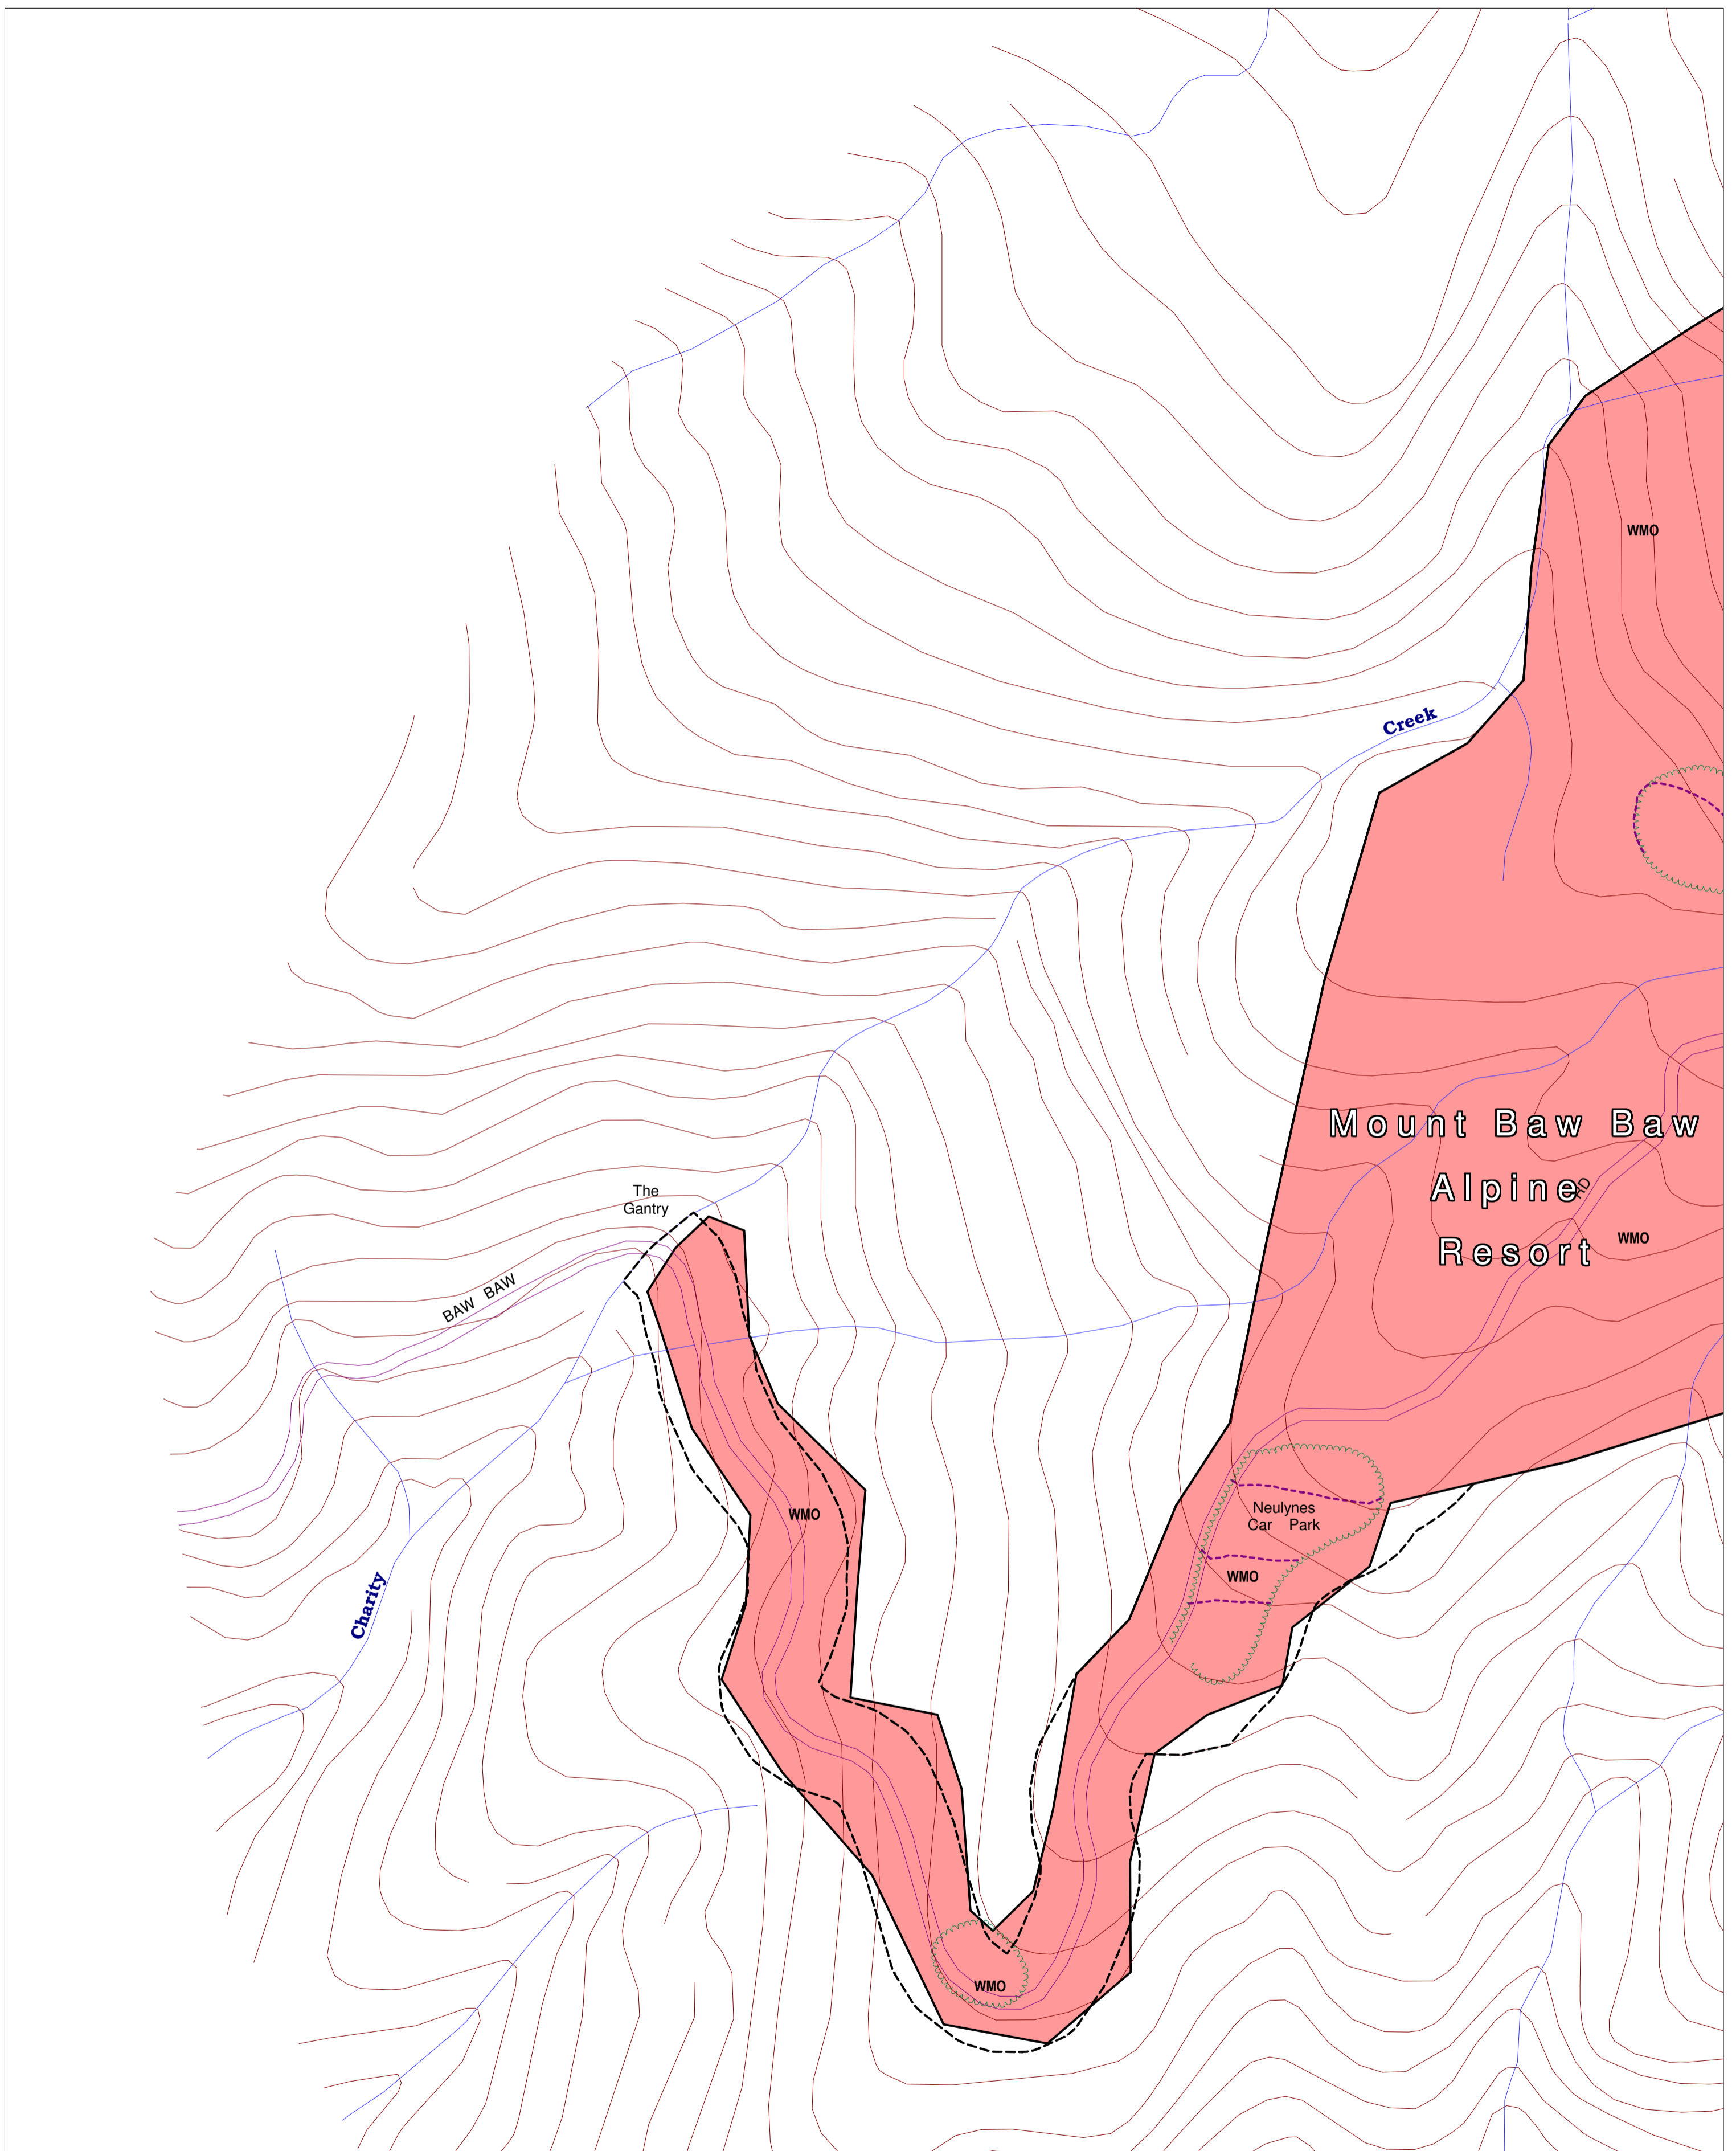 WMO
Creek
Mount Baw Baw
Alpine
RD
Resort
WMO
The
Gantry
BAW BAW
WMO
Neulynes
Car Park
WMO
Charity
WMO